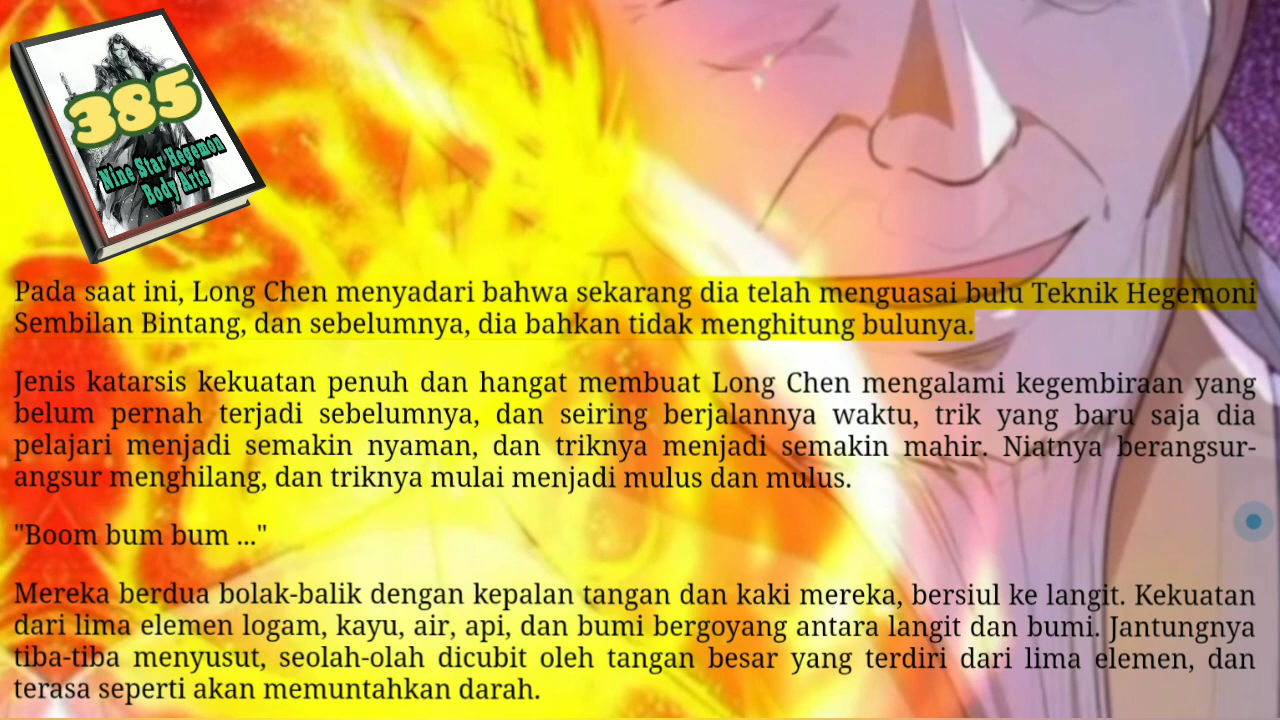 385
Nine Star Hegemon
Body Arts
Pada saat ini, Long Chen menyadari bahwa sekarang dia telah menguasai bulu Teknik Hegemoni
Sembilan Bintang, dan sebelumnya, dia bahkan tidak menghitung bulunya.
Jenis katarsis kekuatan penuh dan hangat membuat Long Chen mengalami kegembiraan yang
belum pernah terjadi sebelumnya, dan seiring berjalannya waktu, trik yang baru saja dia
pelajari menjadi semakin nyaman, dan triknya menjadi semakin mahir. Niatnya berangsur-
angsur menghilang, dan triknya mulai menjadi mulus dan mulus.
"Boom bum bum ..."
Mereka berdua bolak-balik dengan kepalan tangan dan kaki mereka, bersiul ke langit. Kekuatan
dari lima elemen logam, kayu, air, api, dan bumi bergoyang antara langit dan bumi. Jantungnya
tiba-tiba menyusut, seolah-olah dicubit oleh tangan besar yang terdiri dari lima elemen, dan
terasa seperti akan memuntahkan darah.